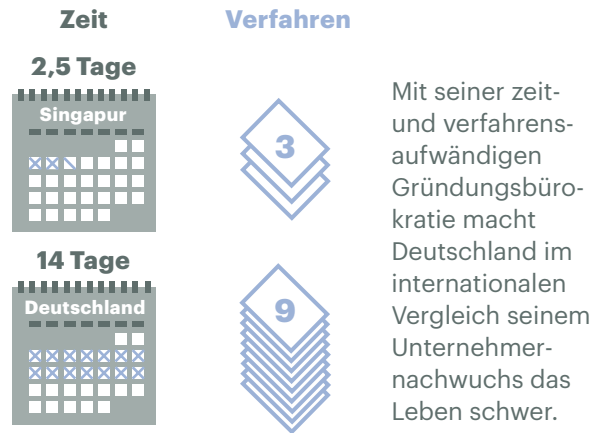 Zeit
Verfahren
2,5 Tage
Singapur
3
14 Tage
Deutschland
9
Mit seiner zeit-
und verfahrens-
aufwändigen
Gründungsbüro-
kratie macht
Deutschland im
internationalen
Vergleich seinem
Unternehmer-
nachwuchs das
Leben schwer.